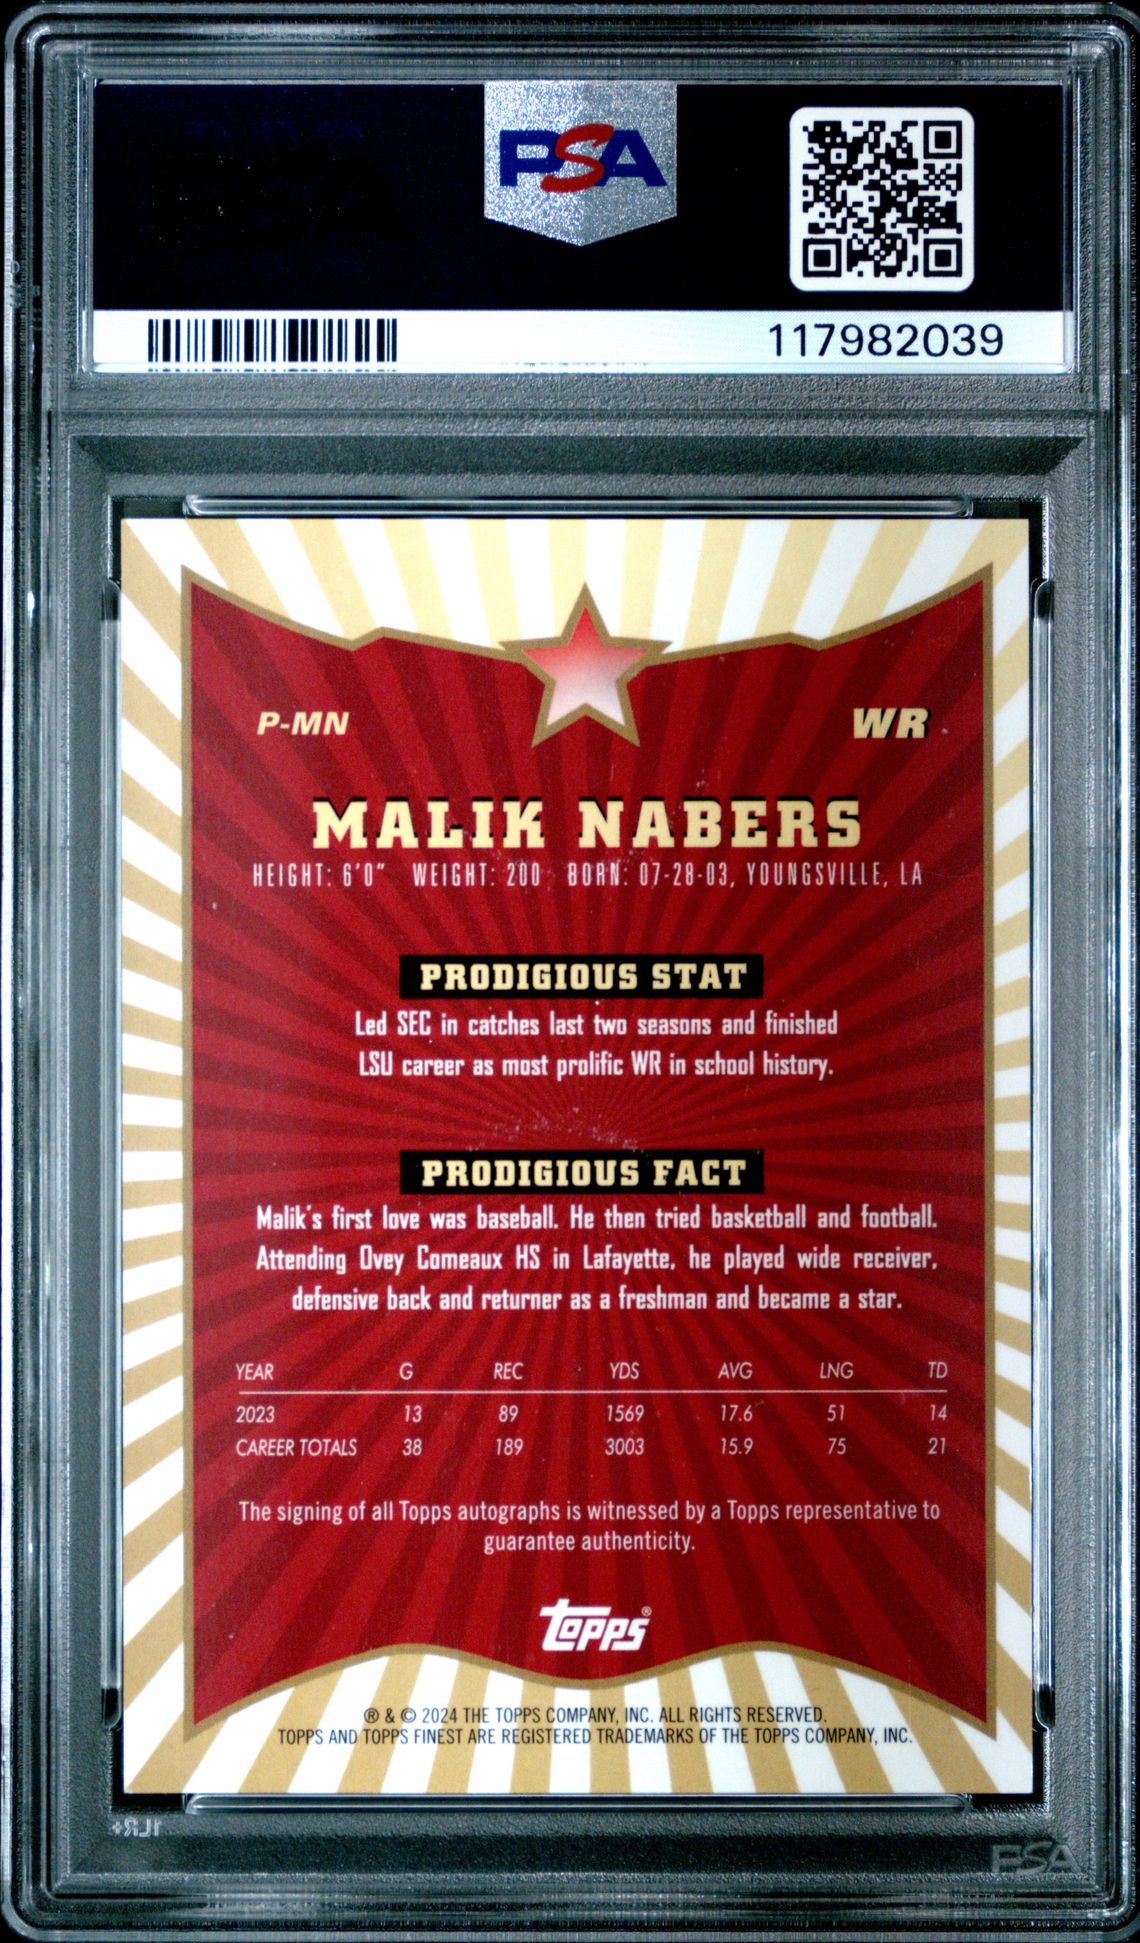 PSA
117982039
P-MN WR
MALIK NABERS
HEIGHT: 6'0" WEIGHT: 200 BORN: 07-28-03, YOUNGSVILLE, LA
PRODIGIOUS STAT
Led SEC in catches last two seasons and finished
LSU career as most prolific WR in school history.
PRODIGIOUS FACT
Malik's first love was baseball. He then tried basketball and football.
Attending Ovey Comeaux HS in Lafayette, he played wide receiver,
defensive back and returner as a freshman and became a star.
YEAR G REC YDS AVG LNG TD
2023 13 89 1569 17.6 51 14
CAREER TOTALS 38 189 3003 15.9 75 21
The signing of all Topps autographs is witnessed by a Topps representative to
guarantee authenticity.
topps®
® & © 2024 THE TOPPS COMPANY, INC. ALL RIGHTS RESERVED.
TOPPS AND TOPPS FINEST ARE REGISTERED TRADEMARKS OF THE TOPPS COMPANY, INC.
PSA